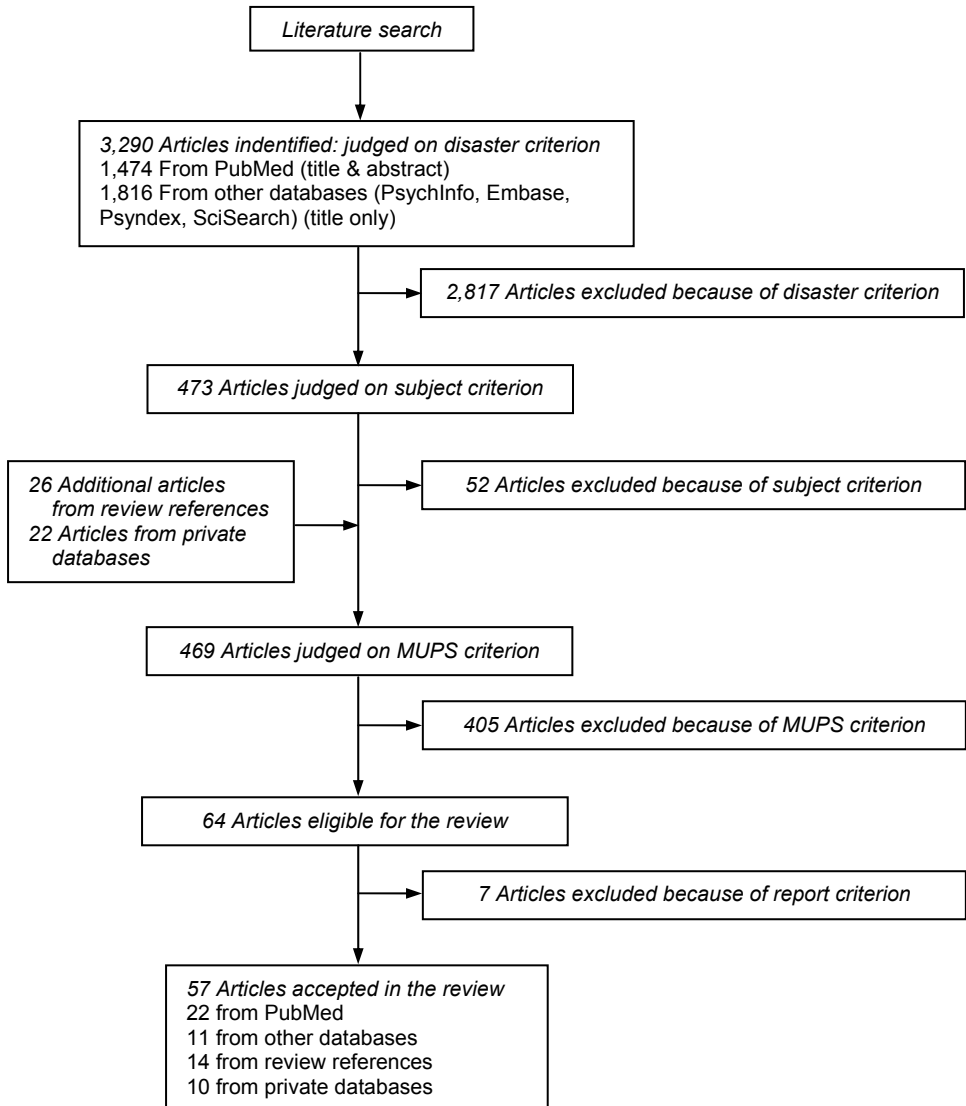 Literature search
3,290 Articles indentified: judged on disaster criterion
1,474 From PubMed (title & abstract)
1,816 From other databases (PsychInfo, Embase,
Psyndex, SciSearch) (title only)
2,817 Articles excluded because of disaster criterion
473 Articles judged on subject criterion
26 Additional articles
from review references
22 Articles from private
databases
52 Articles excluded because of subject criterion
469 Articles judged on MUPS criterion
405 Articles excluded because of MUPS criterion
64 Articles eligible for the review
7 Articles excluded because of report criterion
57 Articles accepted in the review
22 from PubMed
11 from other databases
14 from review references
10 from private databases